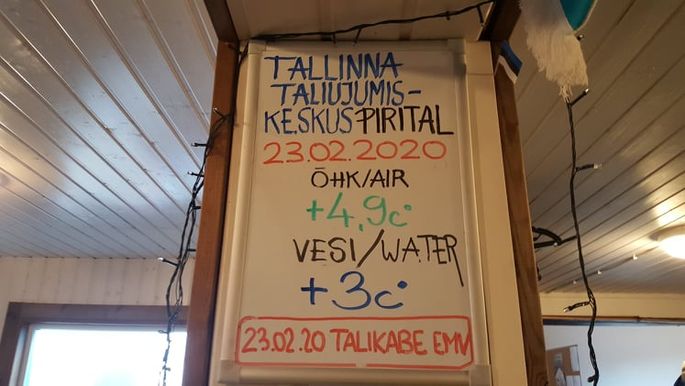 TALLINNA
TALIUJUMIS-
KESKUS PIRITAL
23.02.2020
ÕHK/AIR
+4,9c°
VESI/WATER
+3c°
23.02.20 TALIKABE EMV